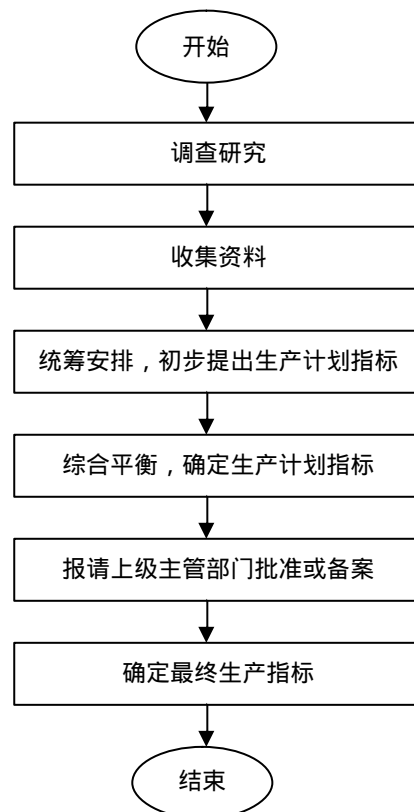 开始
调查研究
收集资料
统筹安排，初步提出生产计划指标
综合平衡，确定生产计划指标
报请上级主管部门批准或备案
确定最终生产指标
结束